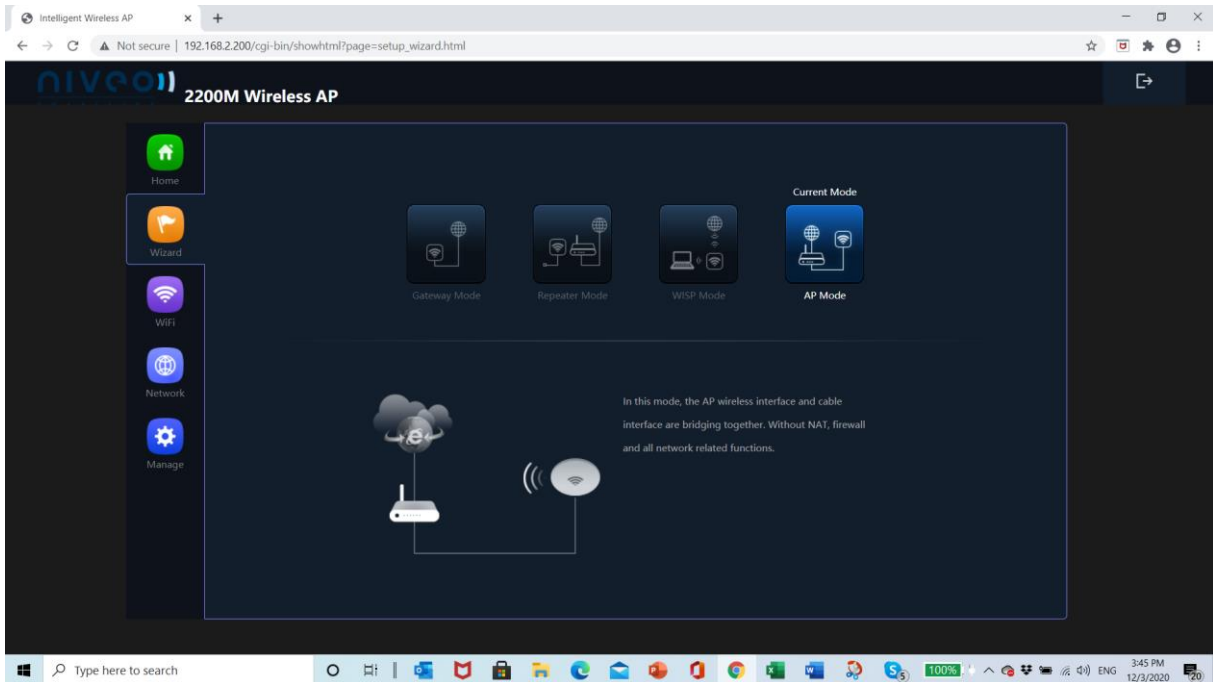 Intelligent Wireless AP
Not secure | 192.168.2.200/cgi-bin/showhtml?page=setup_wizard.html
niveo
2200M Wireless AP
Home
Wizard
WiFi
Network
Manage
Current Mode
Gateway Mode
Repeater Mode
WISP Mode
AP Mode
In this mode, the AP wireless interface and cable
interface are bridging together. Without NAT, firewall
and all network related functions.
Type here to search
100%
ENG
3:45 PM
12/3/2020
20